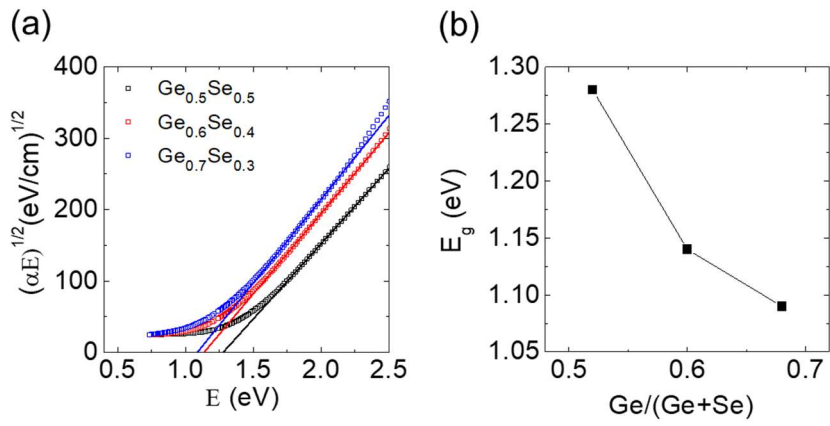 (a)
400
300
200
100
0
(αE)^1/2(eV/cm)^1/2
Ge0.5Se0.5
Ge0.6Se0.4
Ge0.7Se0.3
0.5 1.0 1.5 2.0 2.5
E (eV)
(b)
1.30
1.25
1.20
1.15
1.10
1.05
Eg (eV)
0.5 0.6 0.7
Ge/(Ge+Se)